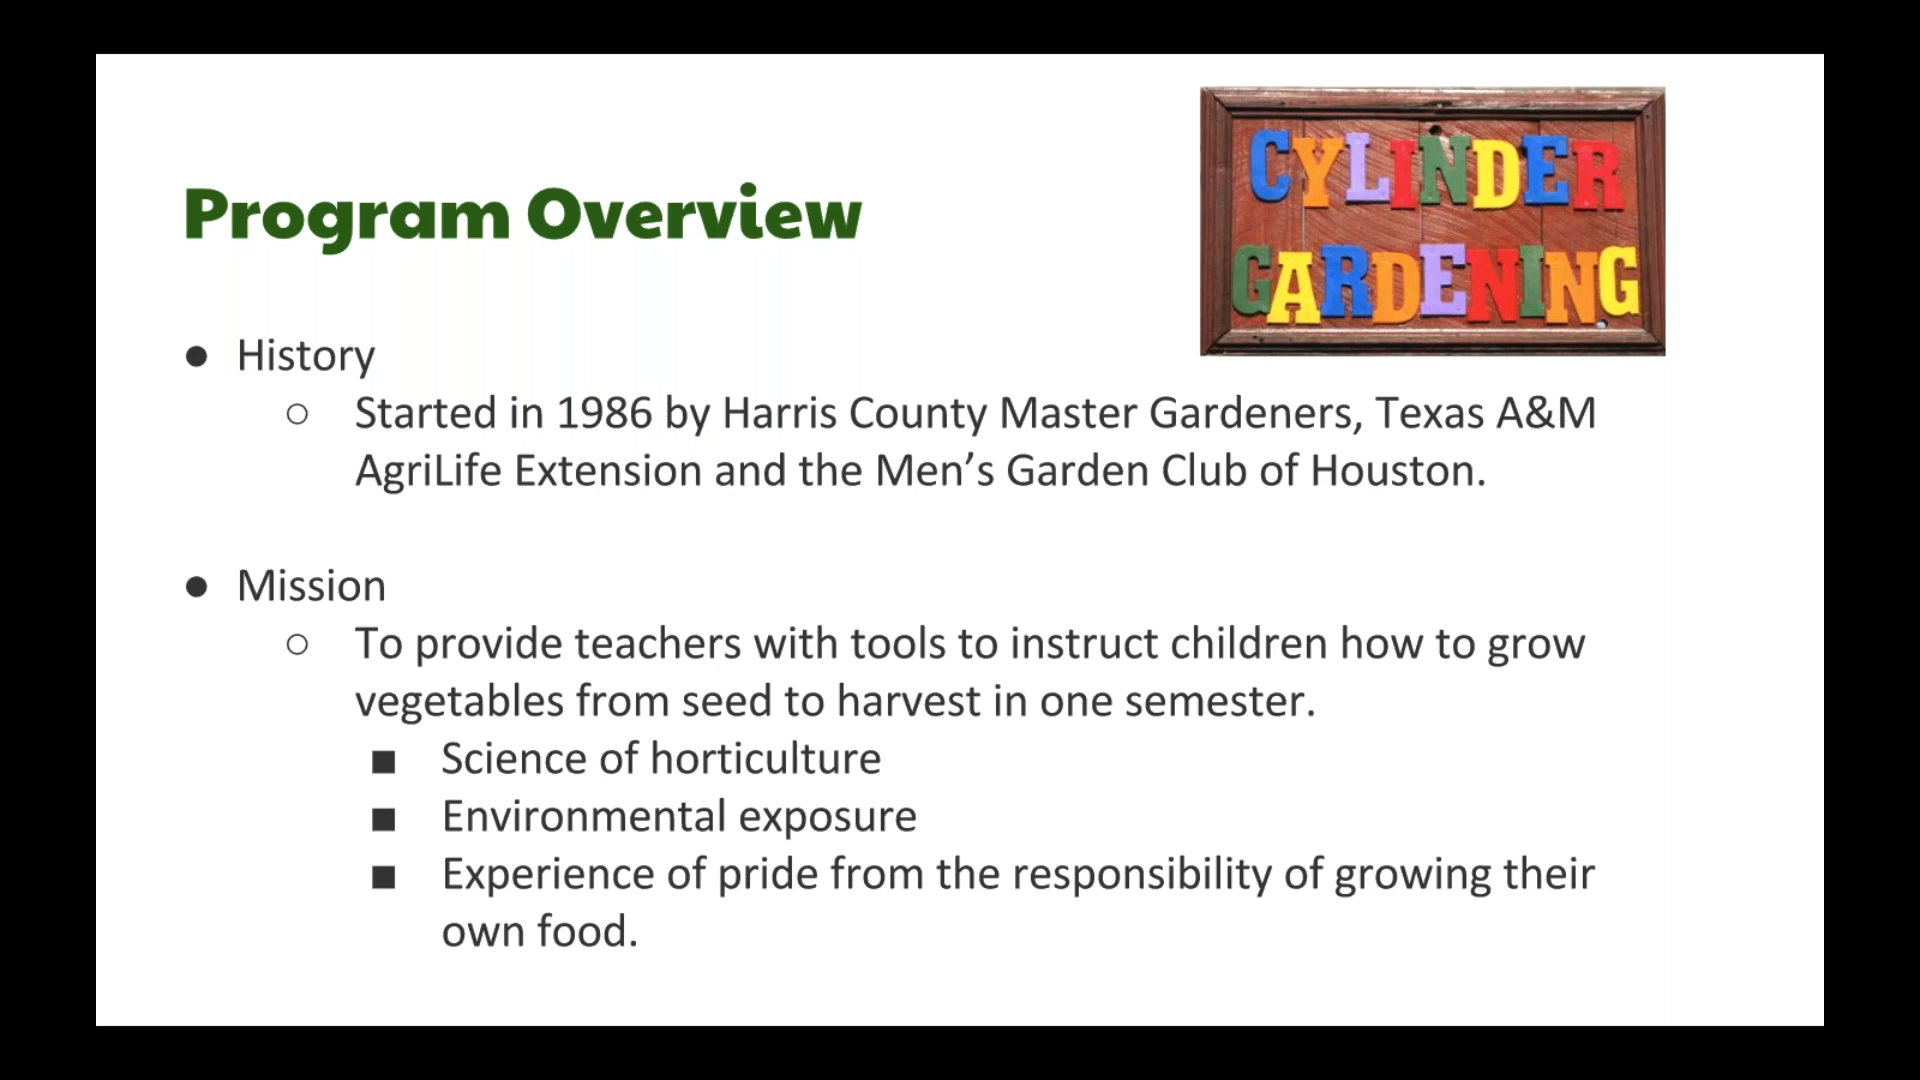 CYLINDER
GARDENING
Program Overview
● History
○ Started in 1986 by Harris County Master Gardeners, Texas A&M
AgriLife Extension and the Men’s Garden Club of Houston.
● Mission
○ To provide teachers with tools to instruct children how to grow
vegetables from seed to harvest in one semester.
■ Science of horticulture
■ Environmental exposure
■ Experience of pride from the responsibility of growing their
own food.